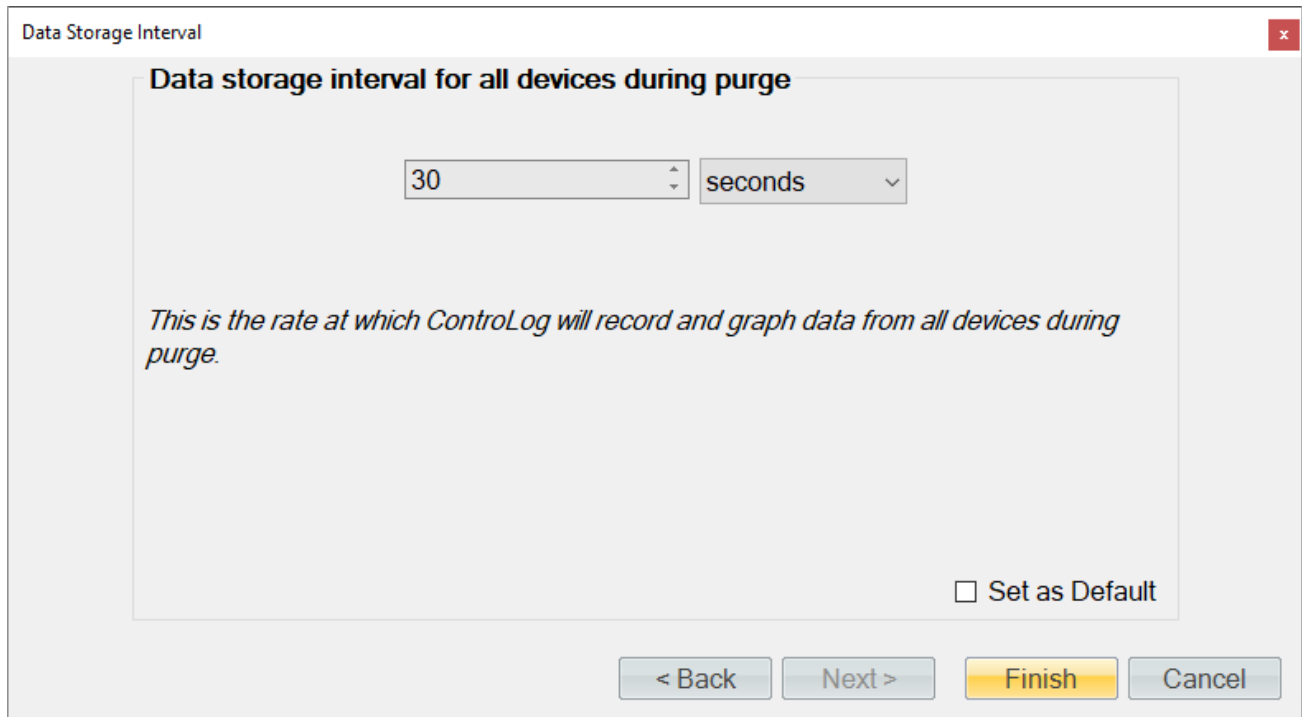 Data Storage Interval
x
Data storage interval for all devices during purge
30 seconds
This is the rate at which ControLog will record and graph data from all devices during
purge.
Set as Default
< Back Next > Finish Cancel